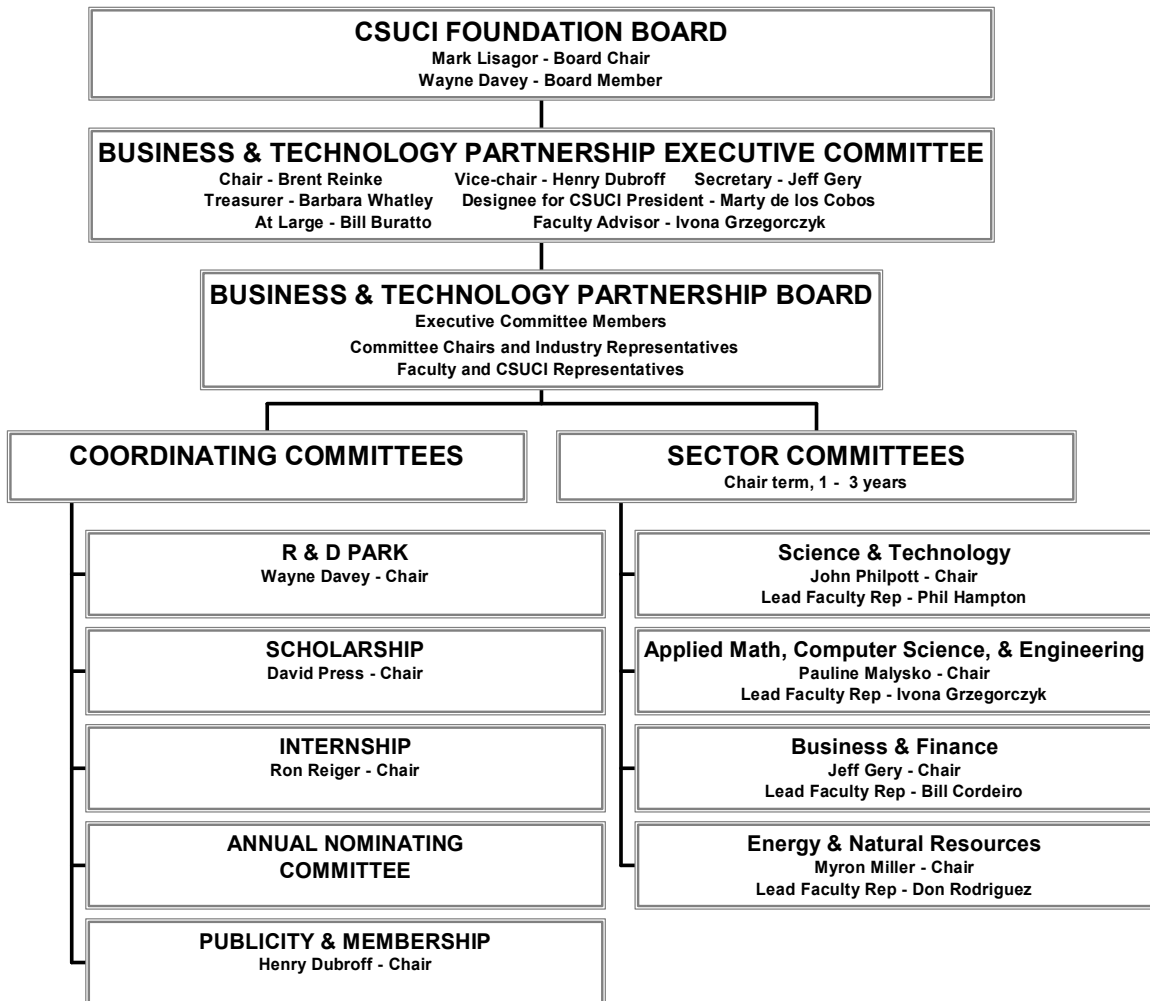 CSUCI FOUNDATION BOARD
Mark Lisagor - Board Chair
Wayne Davey - Board Member
BUSINESS & TECHNOLOGY PARTNERSHIP EXECUTIVE COMMITTEE
Chair - Brent Reinke Vice-chair - Henry Dubroff Secretary - Jeff Gery
Treasurer - Barbara Whatley Designee for CSUCI President - Marty de los Cobos
At Large - Bill Buratto Faculty Advisor - Ivona Grzegorczyk
BUSINESS & TECHNOLOGY PARTNERSHIP BOARD
Executive Committee Members
Committee Chairs and Industry Representatives
Faculty and CSUCI Representatives
COORDINATING COMMITTEES
R & D PARK
Wayne Davey - Chair
SCHOLARSHIP
David Press - Chair
INTERNSHIP
Ron Reiger - Chair
ANNUAL NOMINATING
COMMITTEE
PUBLICITY & MEMBERSHIP
Henry Dubroff - Chair
SECTOR COMMITTEES
Chair term, 1 - 3 years
Science & Technology
John Philpott - Chair
Lead Faculty Rep - Phil Hampton
Applied Math, Computer Science, & Engineering
Pauline Malysko - Chair
Lead Faculty Rep - Ivona Grzegorczyk
Business & Finance
Jeff Gery - Chair
Lead Faculty Rep - Bill Cordeiro
Energy & Natural Resources
Myron Miller - Chair
Lead Faculty Rep - Don Rodriguez